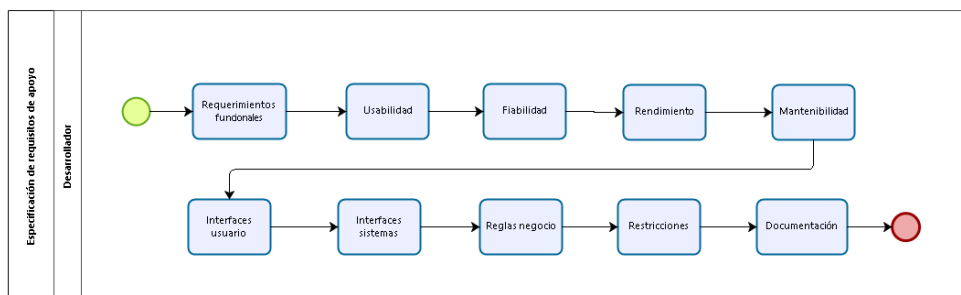 Especificación de requisitos de apoyo
Desarrollador
Requerimientos
funcionales
Usabilidad
Fiabilidad
Rendimiento
Mantenibilidad
Interfaces
usuario
Interfaces
sistemas
Reglas negocio
Restricciones
Documentación